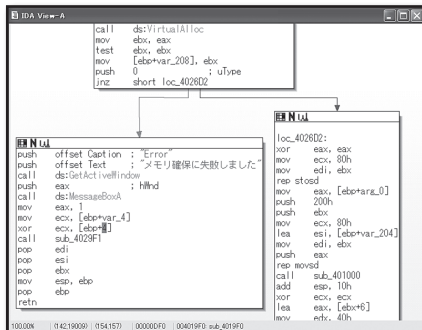 IDA View-A
call ds:VirtualAlloc
mov ebx, eax
test ebx, ebx
mov [ebp+var_208], ebx
push 0 ; uType
jnz short loc_4026D2
N
push offset Caption ; "Error"
push offset Text ; "メモリ確保に失敗しました"
call ds:GetActiveWindow
push eax ; hWnd
call ds:MessageBoxA
mov eax, 1
mov ecx, [ebp+var_4]
xor ecx, [ebp+
call sub_4029F1
pop edi
pop esi
pop ebx
mov esp, ebp
pop ebp
retn
N
loc_4026D2:
xor eax, eax
mov ecx, 80h
mov edi, ebx
rep stosd
mov eax, [ebp+arg_0]
push 200h
push ebx
mov ecx, 80h
lea esi, [ebp+var_204]
mov edi, ebx
push eax
rep movsd
call sub_401000
add esp, 10h
xor ecx, ecx
lea eax, [ebx+6]
mov edx, 40h
100.00% (142,19009) (154,157) 00000DF0 004019F0: sub_4019F0